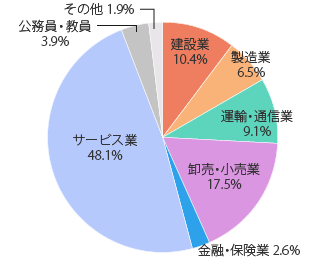 その他 1.9%
公務員・教員
3.9%
建設業
10.4%
製造業
6.5%
運輸・通信業
9.1%
卸売・小売業
17.5%
サービス業
48.1%
金融・保険業 2.6%